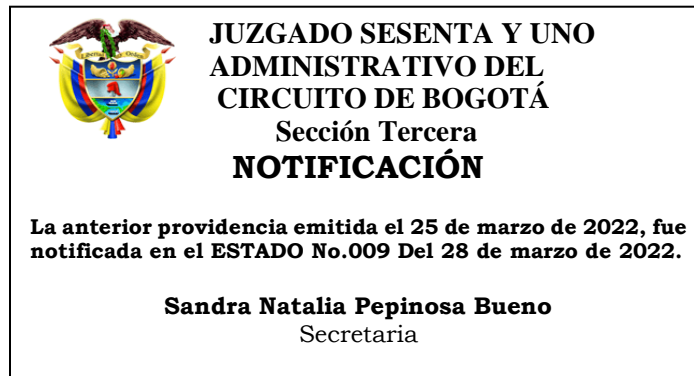 JUZGADO SESENTA Y UNO
ADMINISTRATIVO DEL
CIRCUITO DE BOGOTÁ
Sección Tercera
NOTIFICACIÓN
La anterior providencia emitida el 25 de marzo de 2022, fue
notificada en el ESTADO No.009 Del 28 de marzo de 2022.
Sandra Natalia Pepinosa Bueno
Secretaria